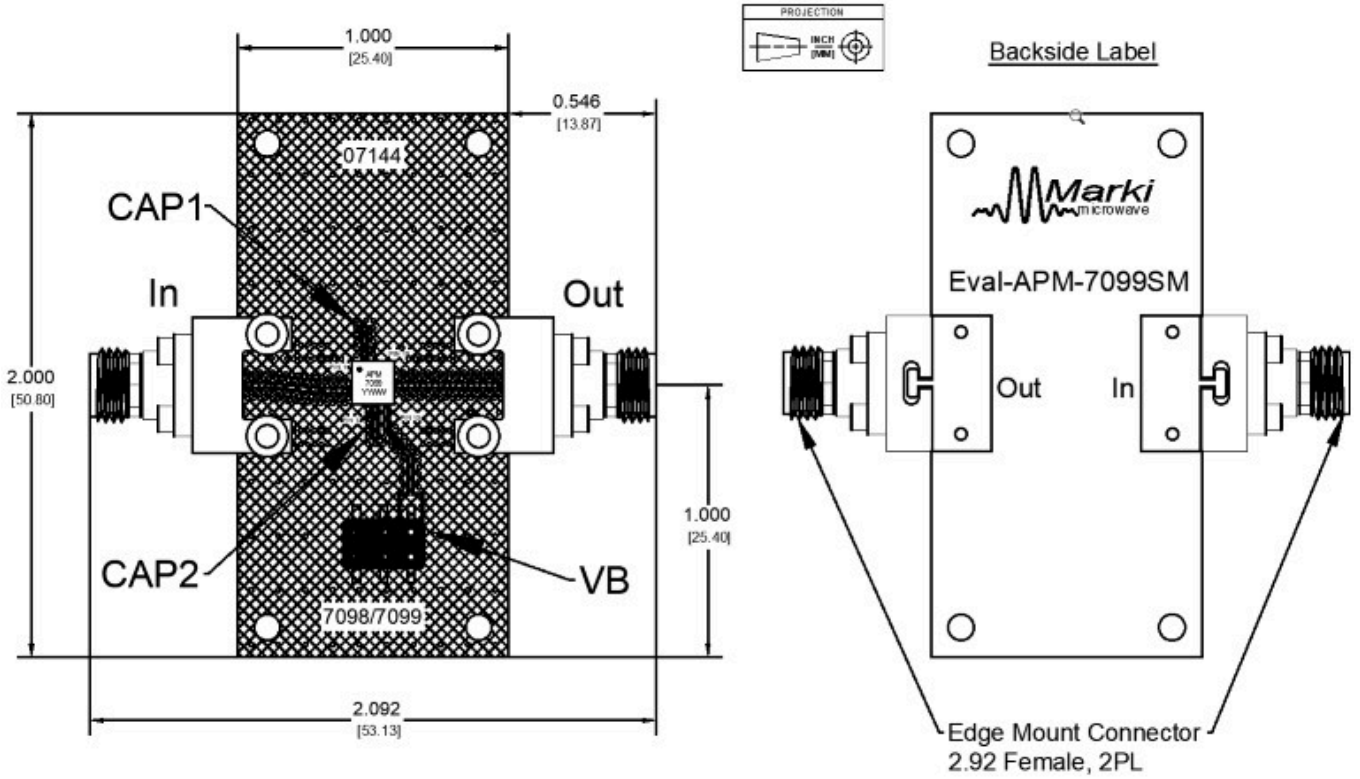 PROJECTION
INCH
[MM]
Backside Label
1.000
[25.40]
0.546
[13.87]
07144
CAP1
In
Out
APM
7099
YYWW
2.000
[50.80]
1.000
[25.40]
CAP2
VB
7098/7099
2.092
[53.13]
Marki
microwave
Eval-APM-7099SM
Out
In
Edge Mount Connector
2.92 Female, 2PL